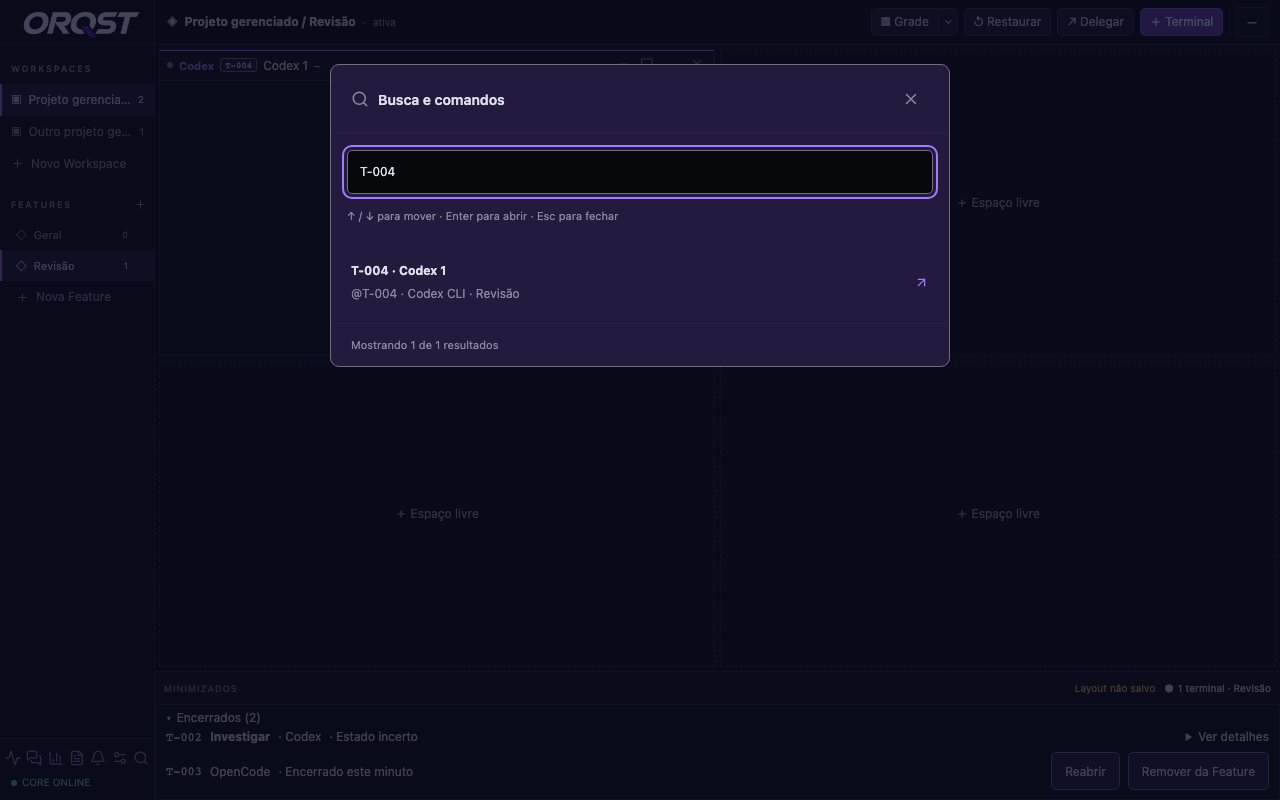 ORQST
Projeto gerenciado / Revisão · ativa
Grade
Restaurar
Delegar
+ Terminal
WORKSPACES
Projeto gerencia... 2
Outro projeto ge... 1
+ Novo Workspace
FEATURES +
Geral 0
Revisão 1
+ Nova Feature
Codex T-004 Codex 1 –
Busca e comandos
T-004
↑ / ↓ para mover · Enter para abrir · Esc para fechar
T-004 · Codex 1
@T-004 · Codex CLI · Revisão
Mostrando 1 de 1 resultados
+ Espaço livre
+ Espaço livre
+ Espaço livre
MINIMIZADOS
Layout não salvo
1 terminal · Revisão
Encerrados (2)
T-002 Investigar · Codex · Estado incerto
Ver detalhes
T-003 OpenCode · Encerrado este minuto
Reabrir
Remover da Feature
CORE ONLINE